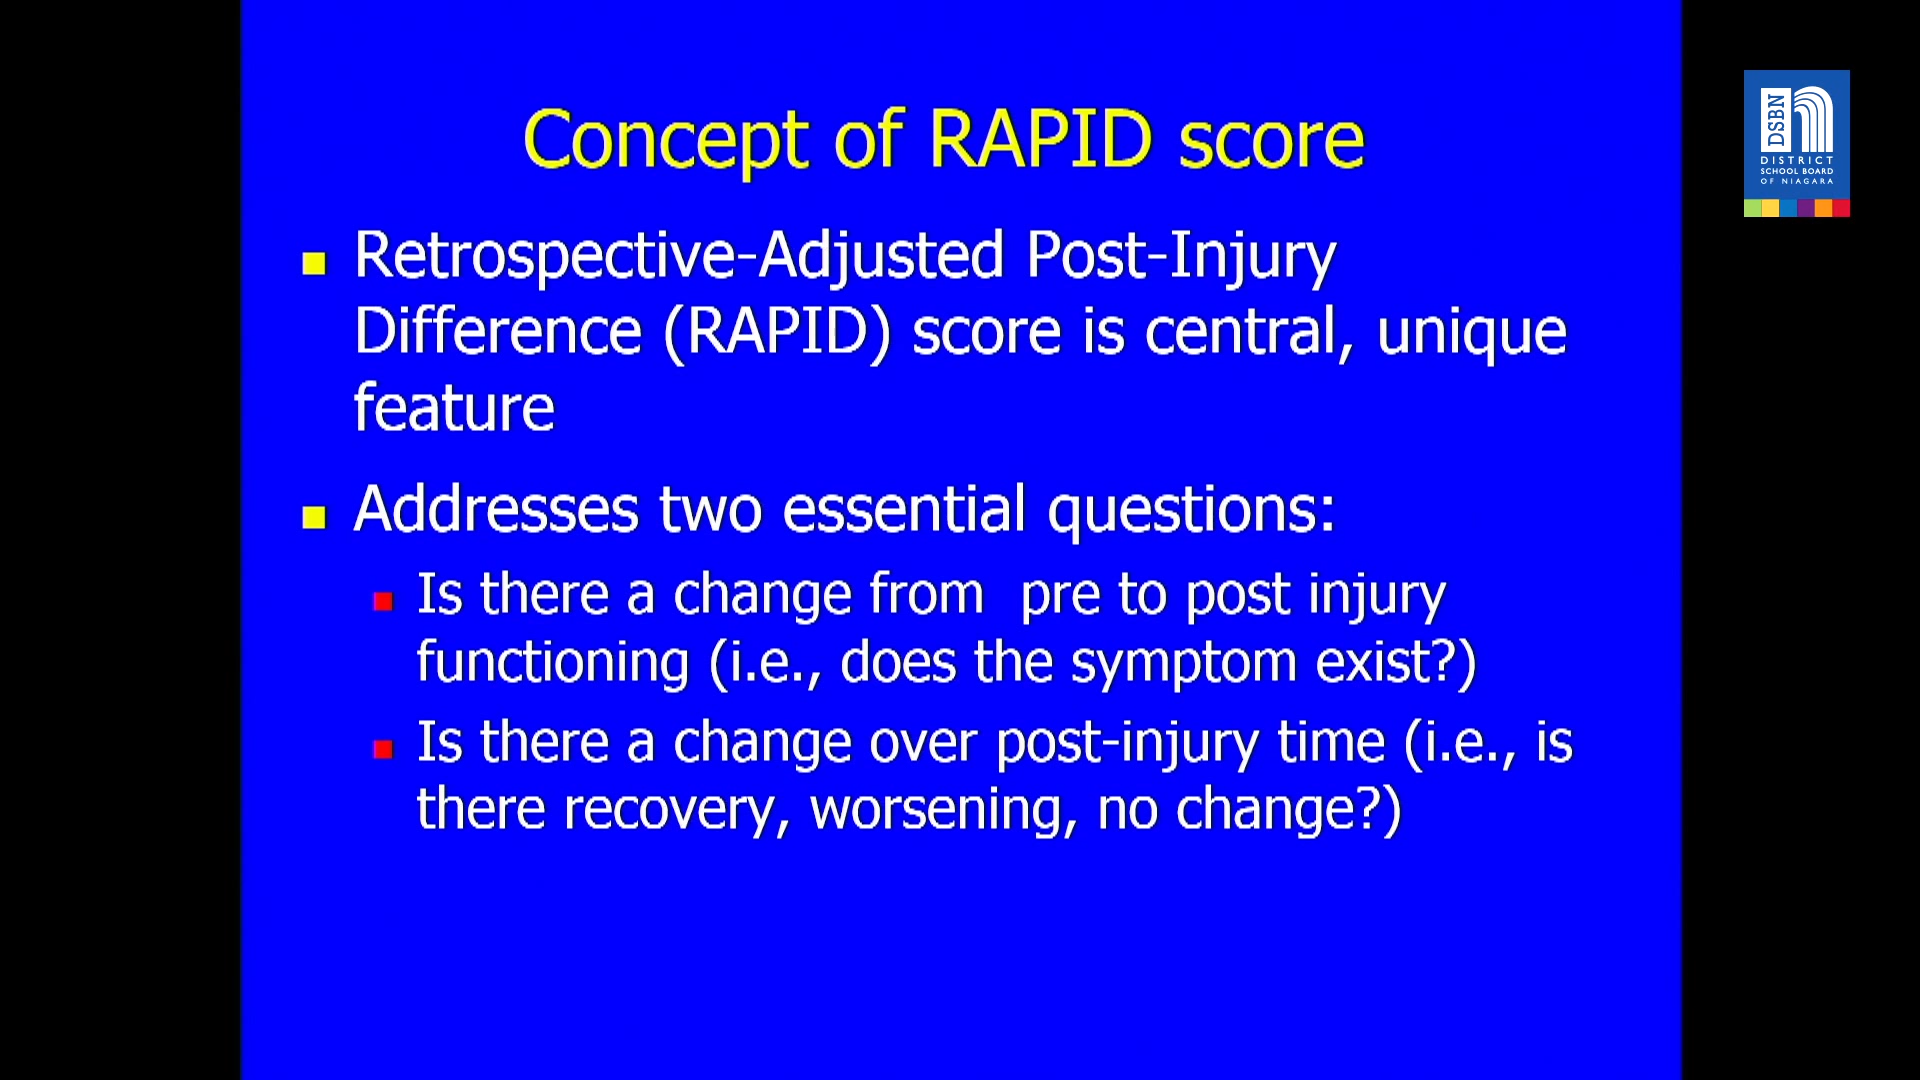 Concept of RAPID score
Retrospective-Adjusted Post-Injury
Difference (RAPID) score is central, unique
feature
Addresses two essential questions:
Is there a change from  pre to post injury
functioning (i.e., does the symptom exist?)
Is there a change over post-injury time (i.e., is
there recovery, worsening, no change?)
DSBN
DISTRICT
SCHOOL BOARD
OF NIAGARA